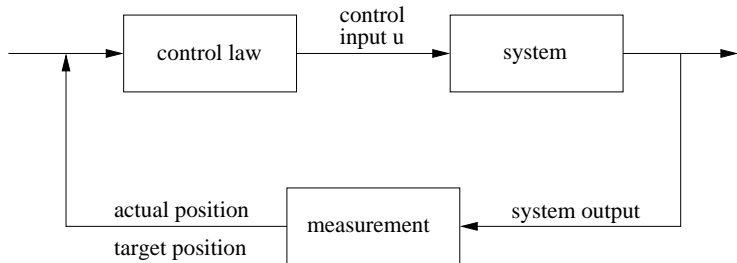 control
input u
control law
system
actual position
target position
measurement
system output